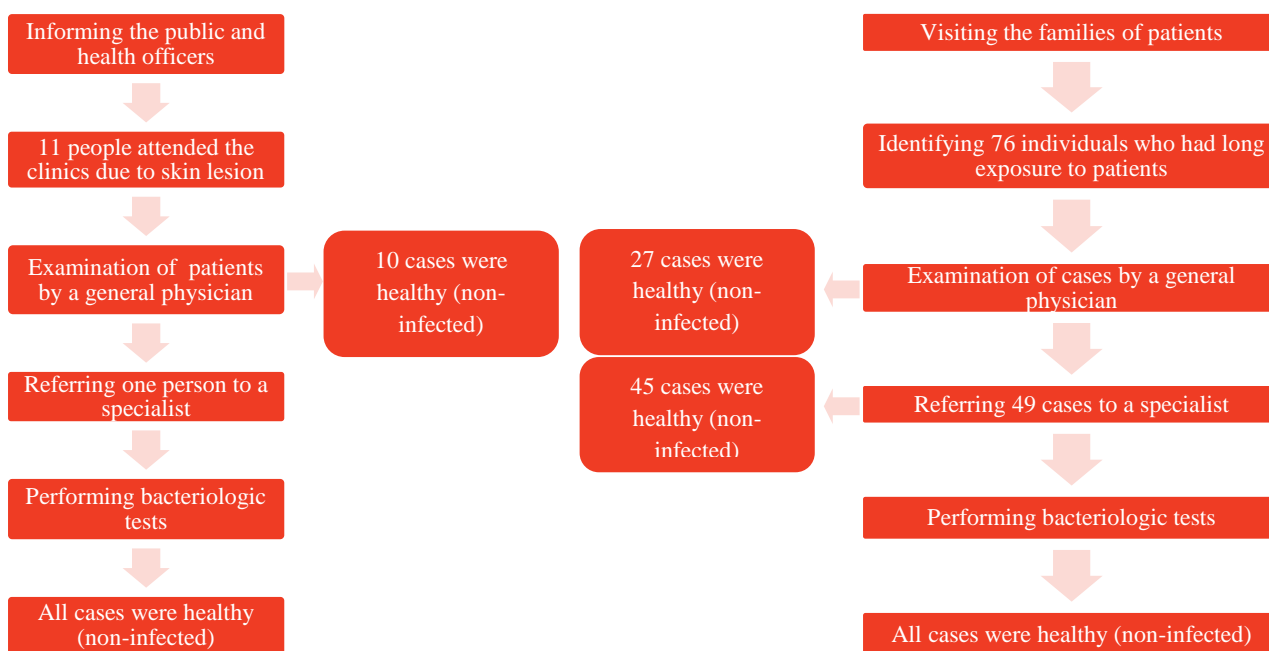 Informing the public and
health officers
11 people attended the
clinics due to skin lesion
Examination of  patients
by a general physician
Referring one person to a
specialist
Performing bacteriologic
tests
All cases were healthy
(non-infected)
10 cases were
healthy (non-
infected)
27 cases were
healthy (non-
infected)
45 cases were
healthy (non-
infected)
Visiting the families of patients
Identifying 76 individuals who had long
exposure to patients
Examination of cases by a general
physician
Referring 49 cases to a specialist
Performing bacteriologic tests
All cases were healthy (non-infected)